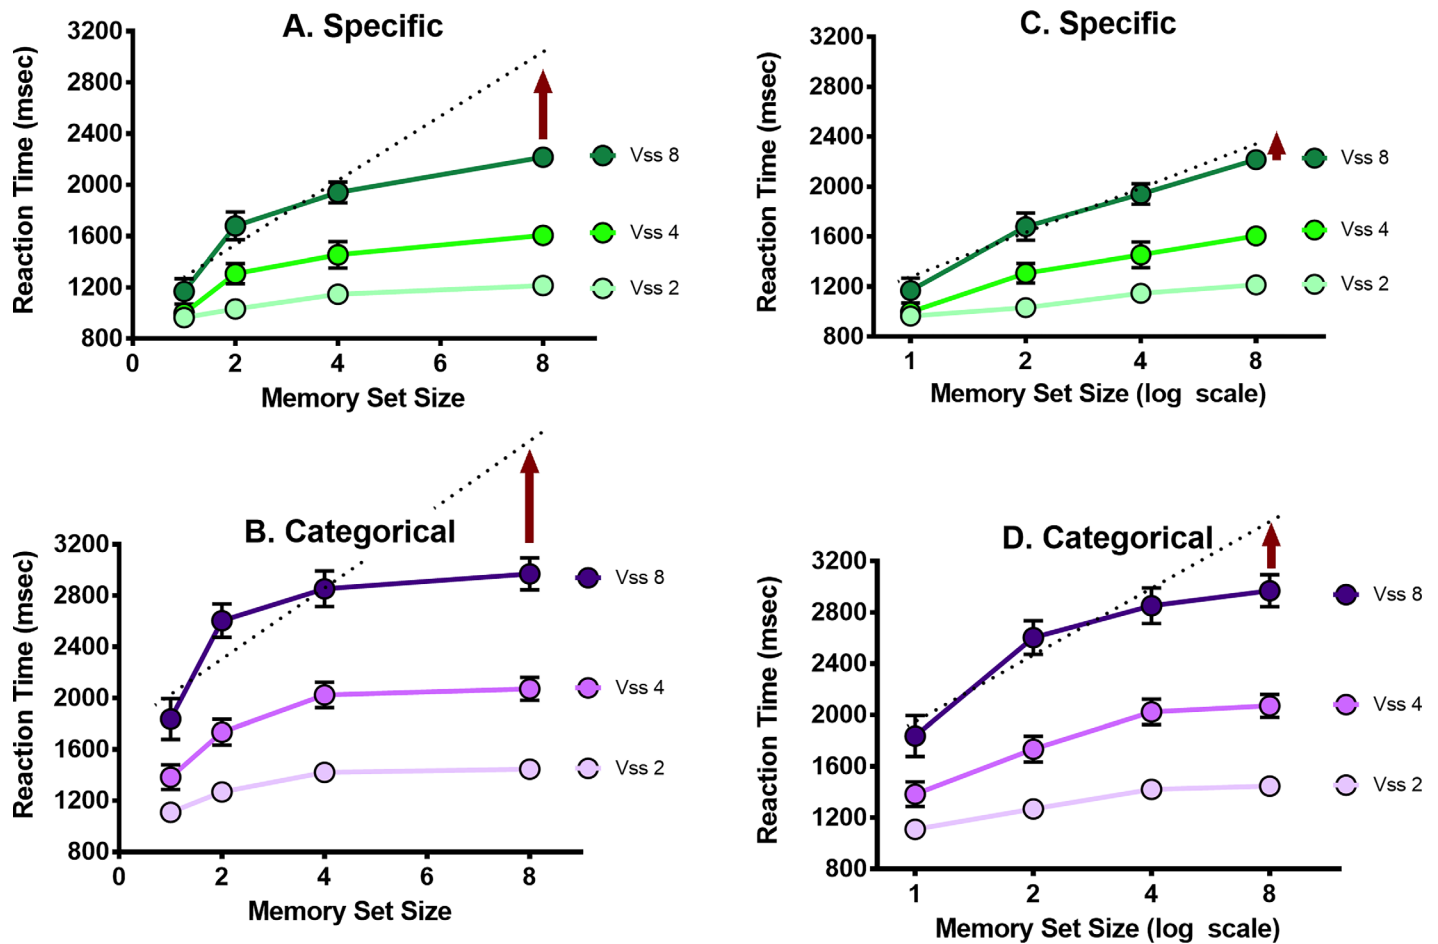 A. Specific
Reaction Time (msec)
3200
2800
2400
2000
1600
1200
800
0
2
4
6
8
Memory Set Size
Vss 8
Vss 4
Vss 2
C. Specific
Reaction Time (msec)
3200
2800
2400
2000
1600
1200
800
1
2
4
8
Memory Set Size (log scale)
Vss 8
Vss 4
Vss 2
B. Categorical
Reaction Time (msec)
3200
2800
2400
2000
1600
1200
800
0
2
4
6
8
Memory Set Size
Vss 8
Vss 4
Vss 2
D. Categorical
Reaction Time (msec)
3200
2800
2400
2000
1600
1200
800
1
2
4
8
Memory Set Size (log scale)
Vss 8
Vss 4
Vss 2